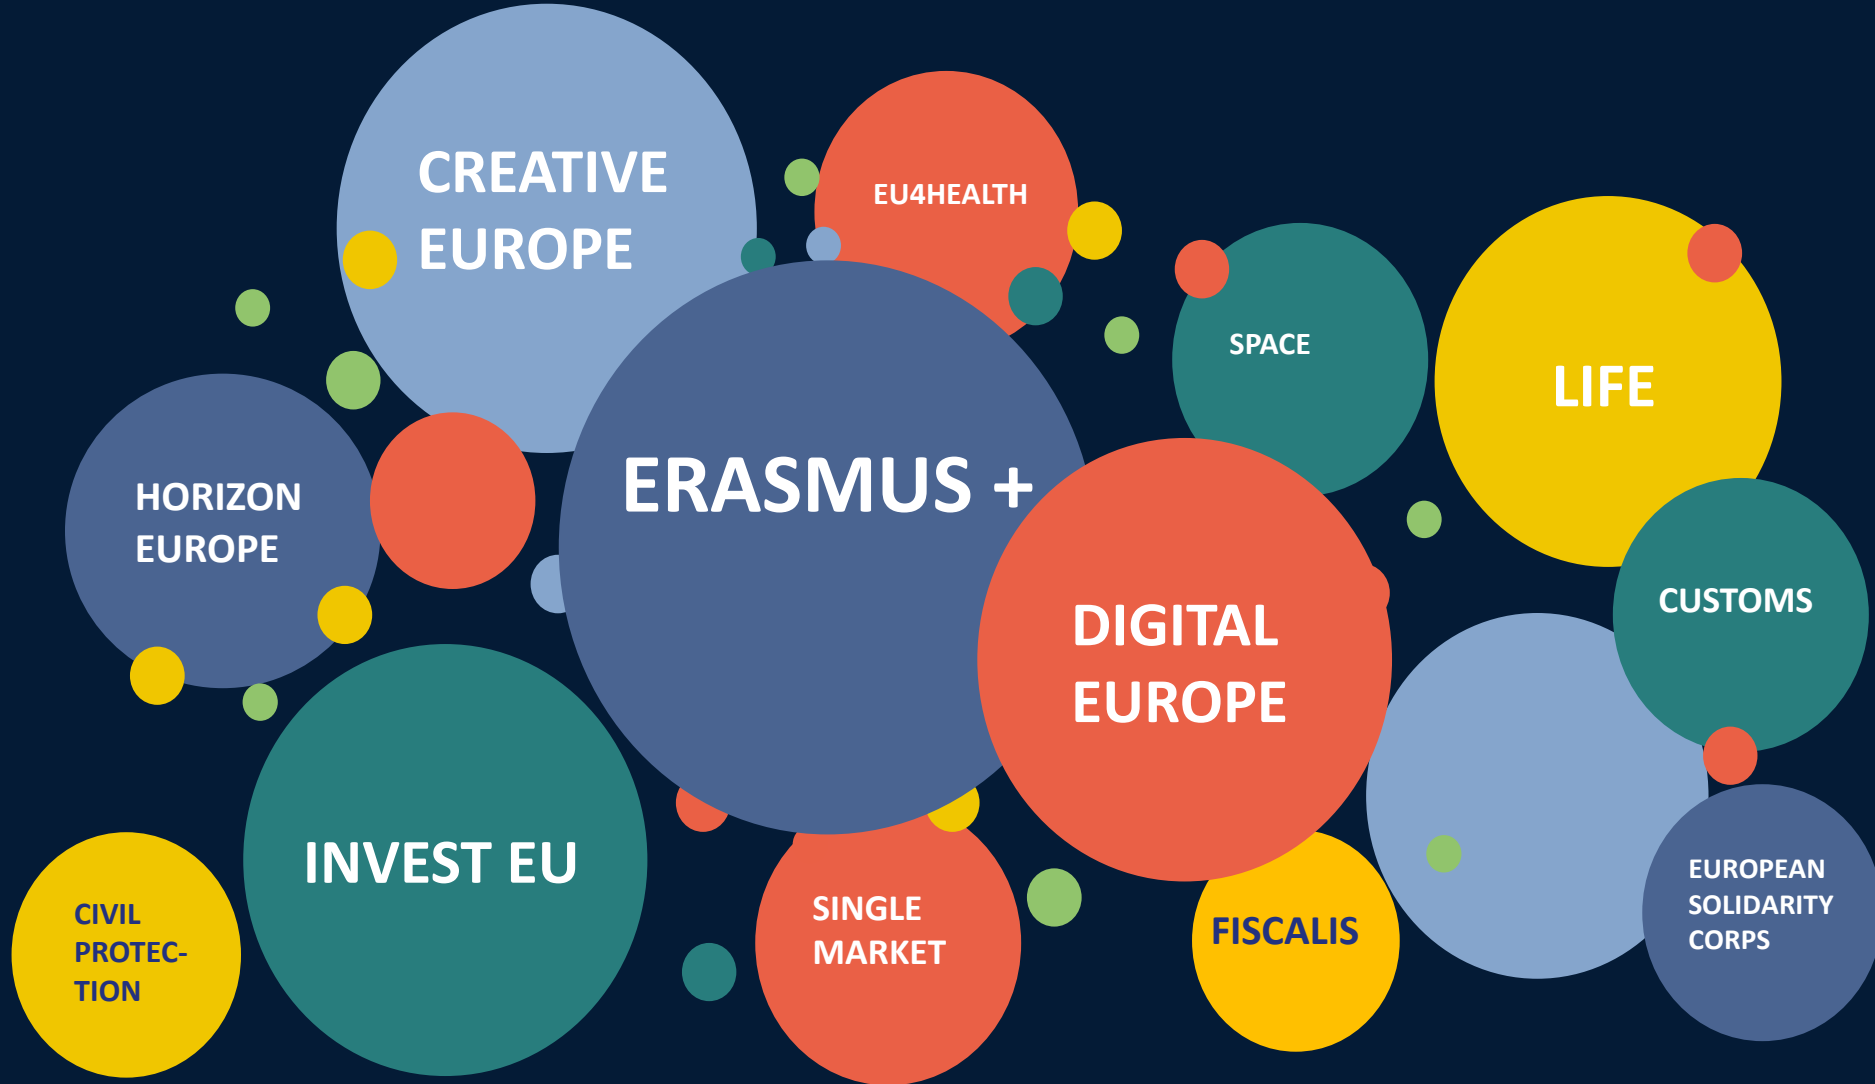 CREATIVE
EUROPE
EU4HEALTH
SPACE
LIFE
HORIZON
EUROPE
ERASMUS +
CUSTOMS
DIGITAL
EUROPE
INVEST EU
CIVIL
PROTEC-
TION
SINGLE
MARKET
FISCALIS
EUROPEAN
SOLIDARITY
CORPS